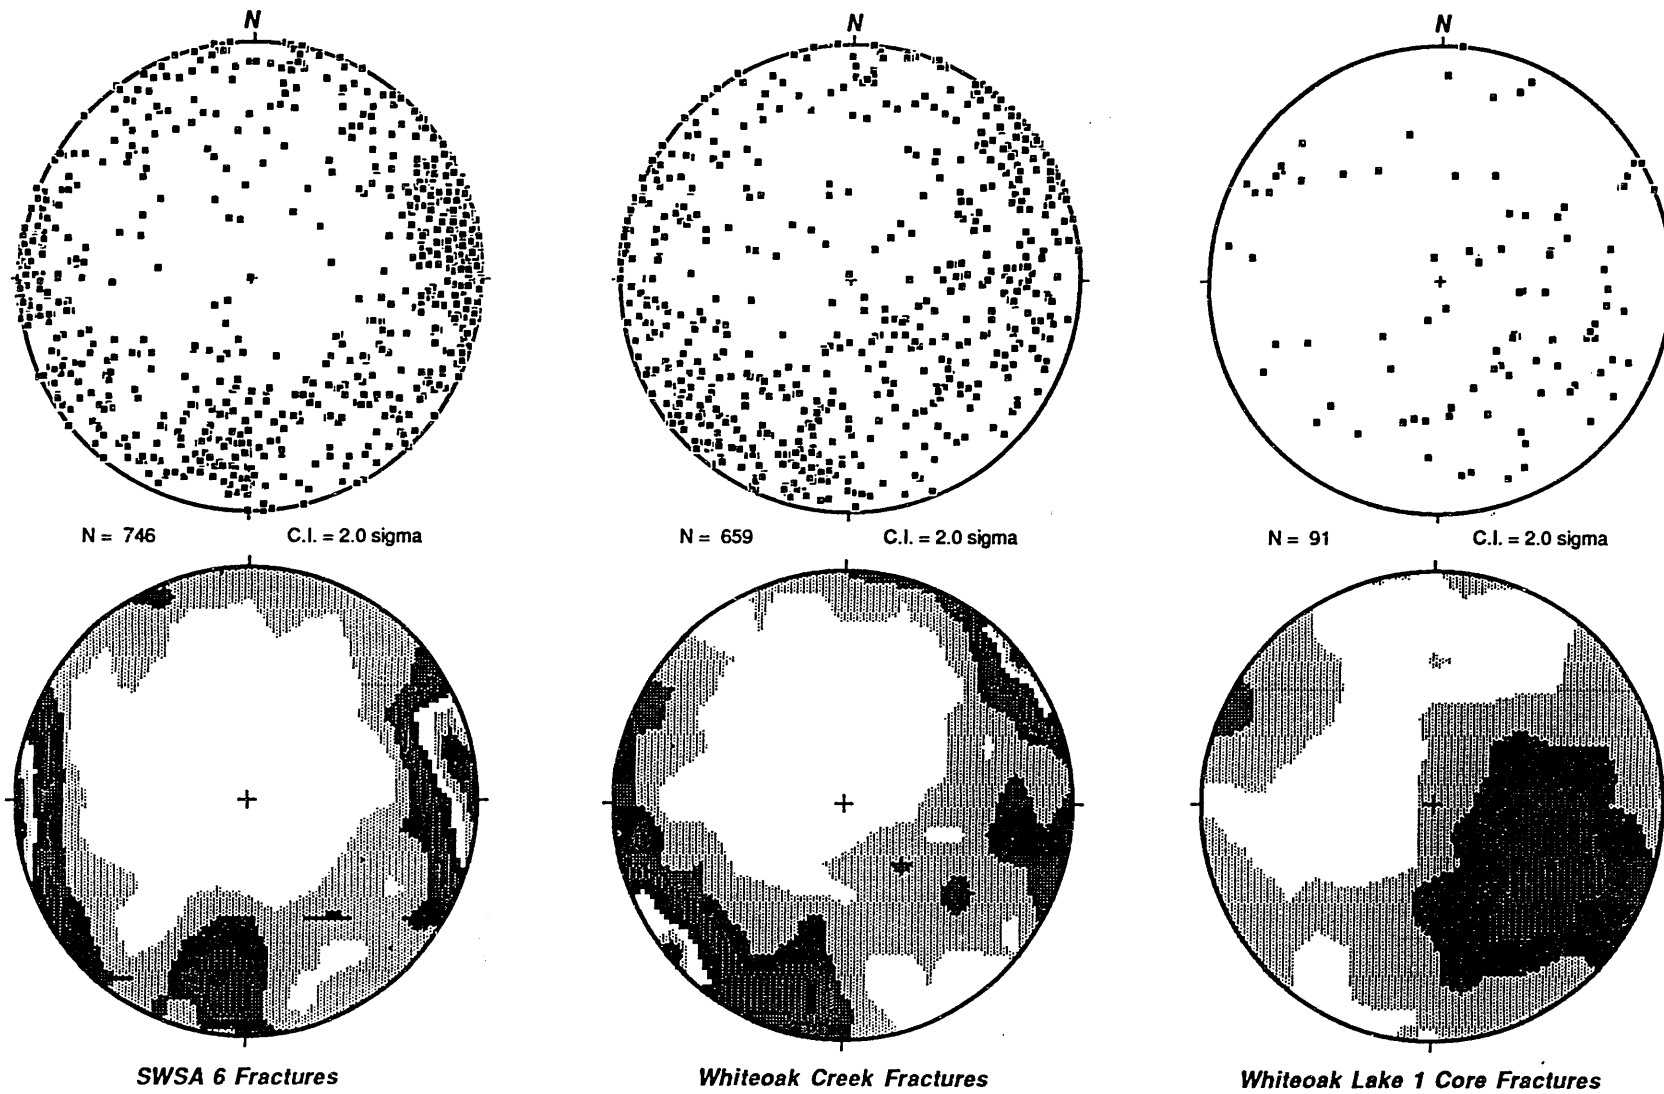 N N N
N = 746 C.I. = 2.0 sigma N = 659 C.I. = 2.0 sigma N = 91 C.I. = 2.0 sigma
SWSA 6 Fractures Whiteoak Creek Fractures Whiteoak Lake 1 Core Fractures